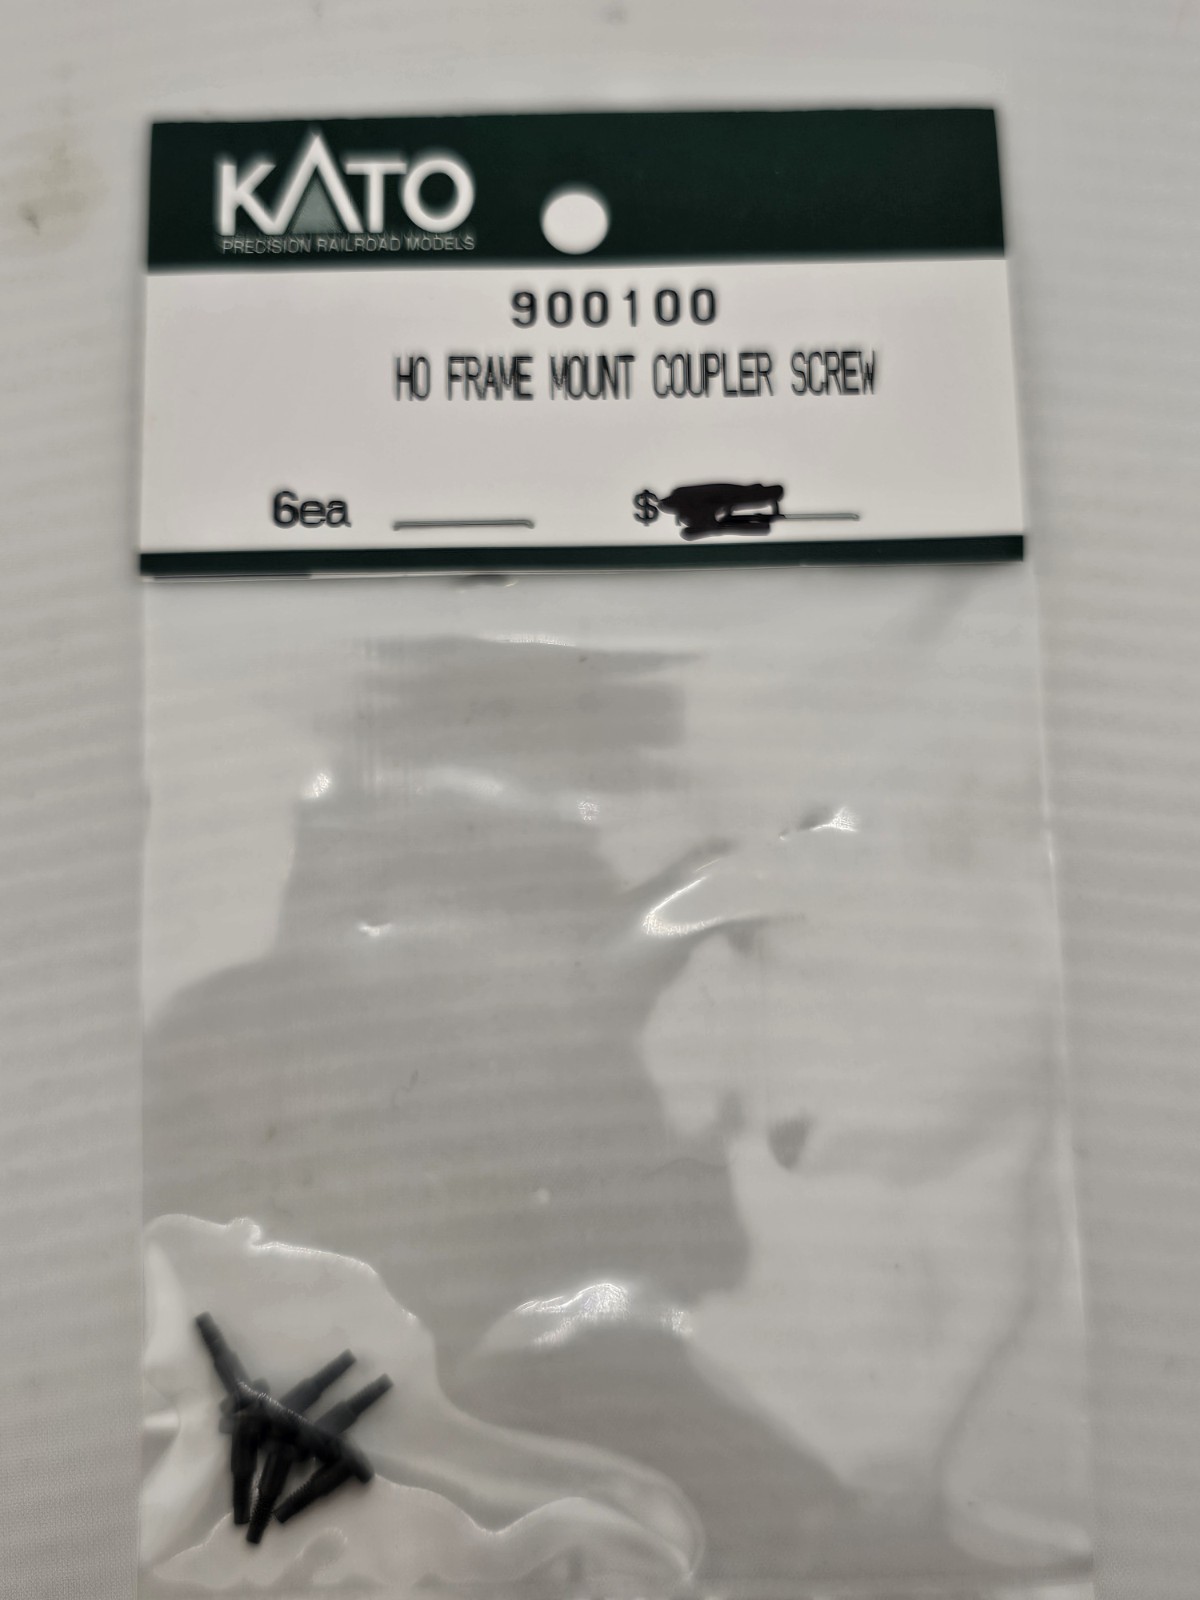 KATO
PRECISION RAILROAD MODELS
900100
HO FRAME MOUNT COUPLER SCREW
6ea $